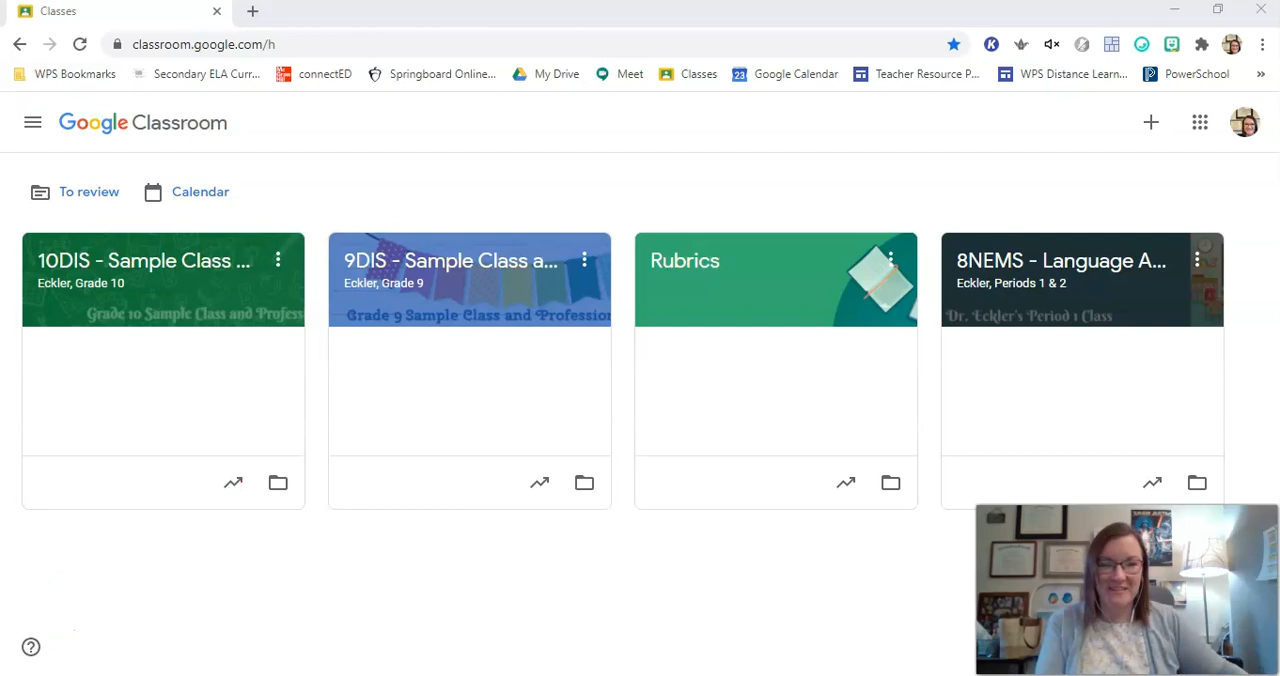 Classes
classroom.google.com/h
WPS Bookmarks
Secondary ELA Curr...
connectED
Springboard Online...
My Drive
Meet
Classes
23
Google Calendar
Teacher Resource P...
WPS Distance Learn...
PowerSchool
»
Google Classroom
To review
Calendar
10DIS - Sample Class ...
Eckler, Grade 10
Grade 10 Sample Class and Profess
9DIS - Sample Class a...
Eckler, Grade 9
Grade 9 Sample Class and Profession
Rubrics
8NEMS - Language A...
Eckler, Periods 1 & 2
Dr. Eckler's Period 1 Class